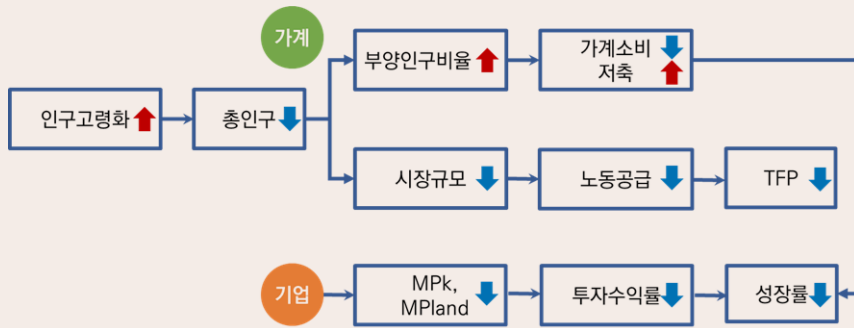 가계
부양인구비율
가계소비
저축
인구고령화
총인구
시장규모
노동공급
TFP
기업
MPk,
MPland
투자수익률
성장률